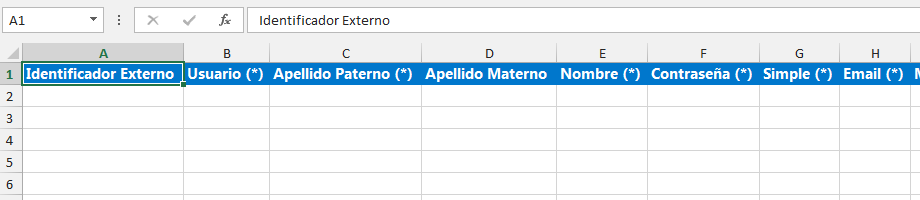 A1 fx Identificador Externo
A B C D E F G H
1 Identificador Externo Usuario (*) Apellido Paterno (*) Apellido Materno Nombre (*) Contraseña (*) Simple (*) Email (*)
2
3
4
5
6